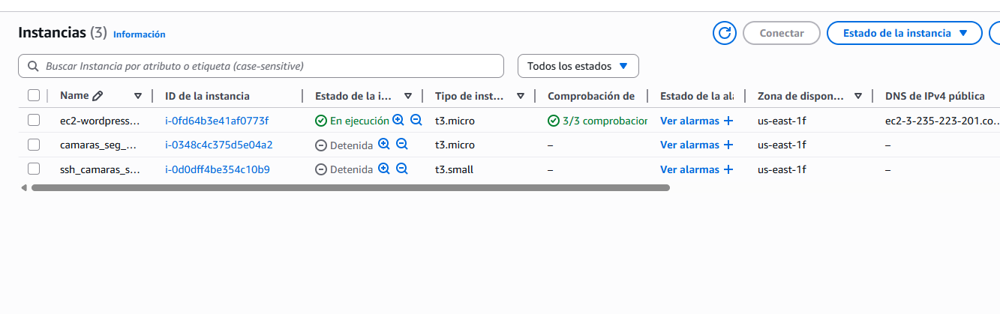 Instancias (3) Información
Conectar
Estado de la instancia
Buscar Instancia por atributo o etiqueta (case-sensitive)
Todos los estados
Name ID de la instancia Estado de la i... Tipo de inst... Comprobación de Estado de la ala Zona de dispon... DNS de IPv4 pública
ec2-wordpress... i-0fd64b3e41af0773f En ejecución t3.micro 3/3 comprobacion Ver alarmas + us-east-1f ec2-3-235-223-201.co...
camaras_seg_... i-0348c4c375d5e04a2 Detenida t3.micro – Ver alarmas + us-east-1f –
ssh_camaras_s... i-0d0dff4be354c10b9 Detenida t3.small – Ver alarmas + us-east-1f –